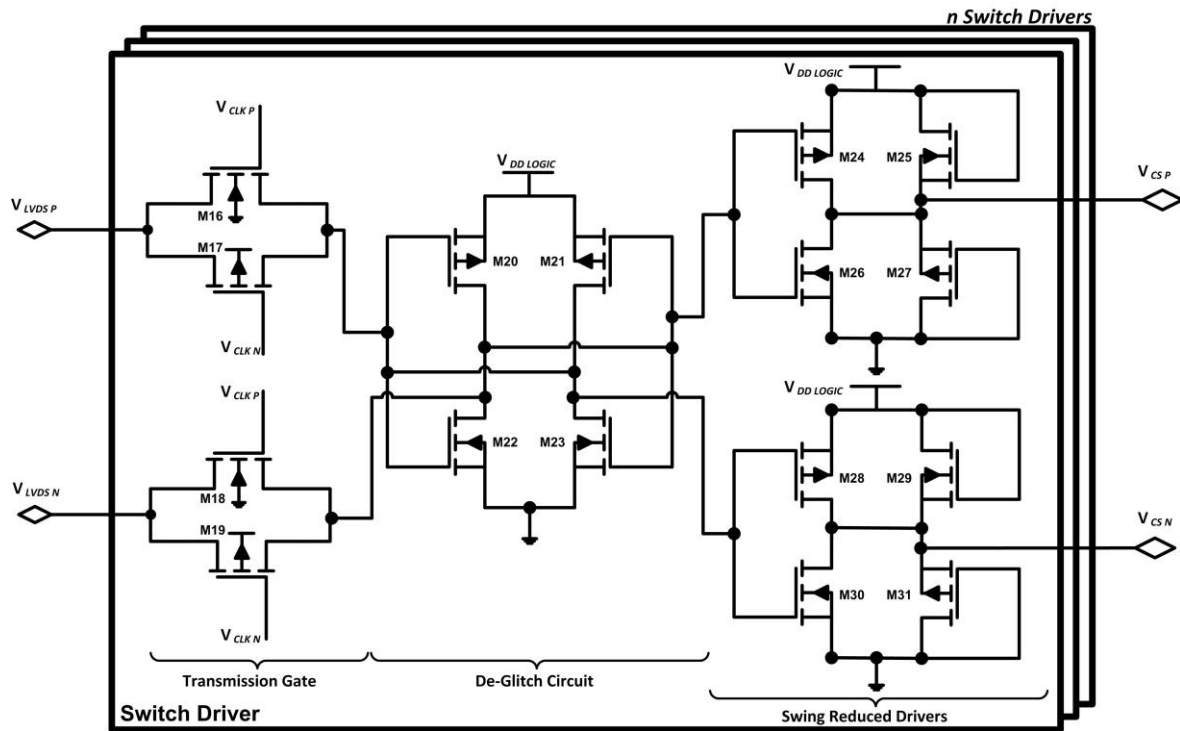 n Switch Drivers
V DD LOGIC
V CLK P
M24
M25
V DD LOGIC
V CS P
M16
V LVDS P
M17
M20
M21
M26
M27
V CLK N
V CLK P
V DD LOGIC
M22
M23
M28
M29
V LVDS N
M18
M19
V CS N
M30
M31
V CLK N
Transmission Gate
De-Glitch Circuit
Switch Driver
Swing Reduced Drivers